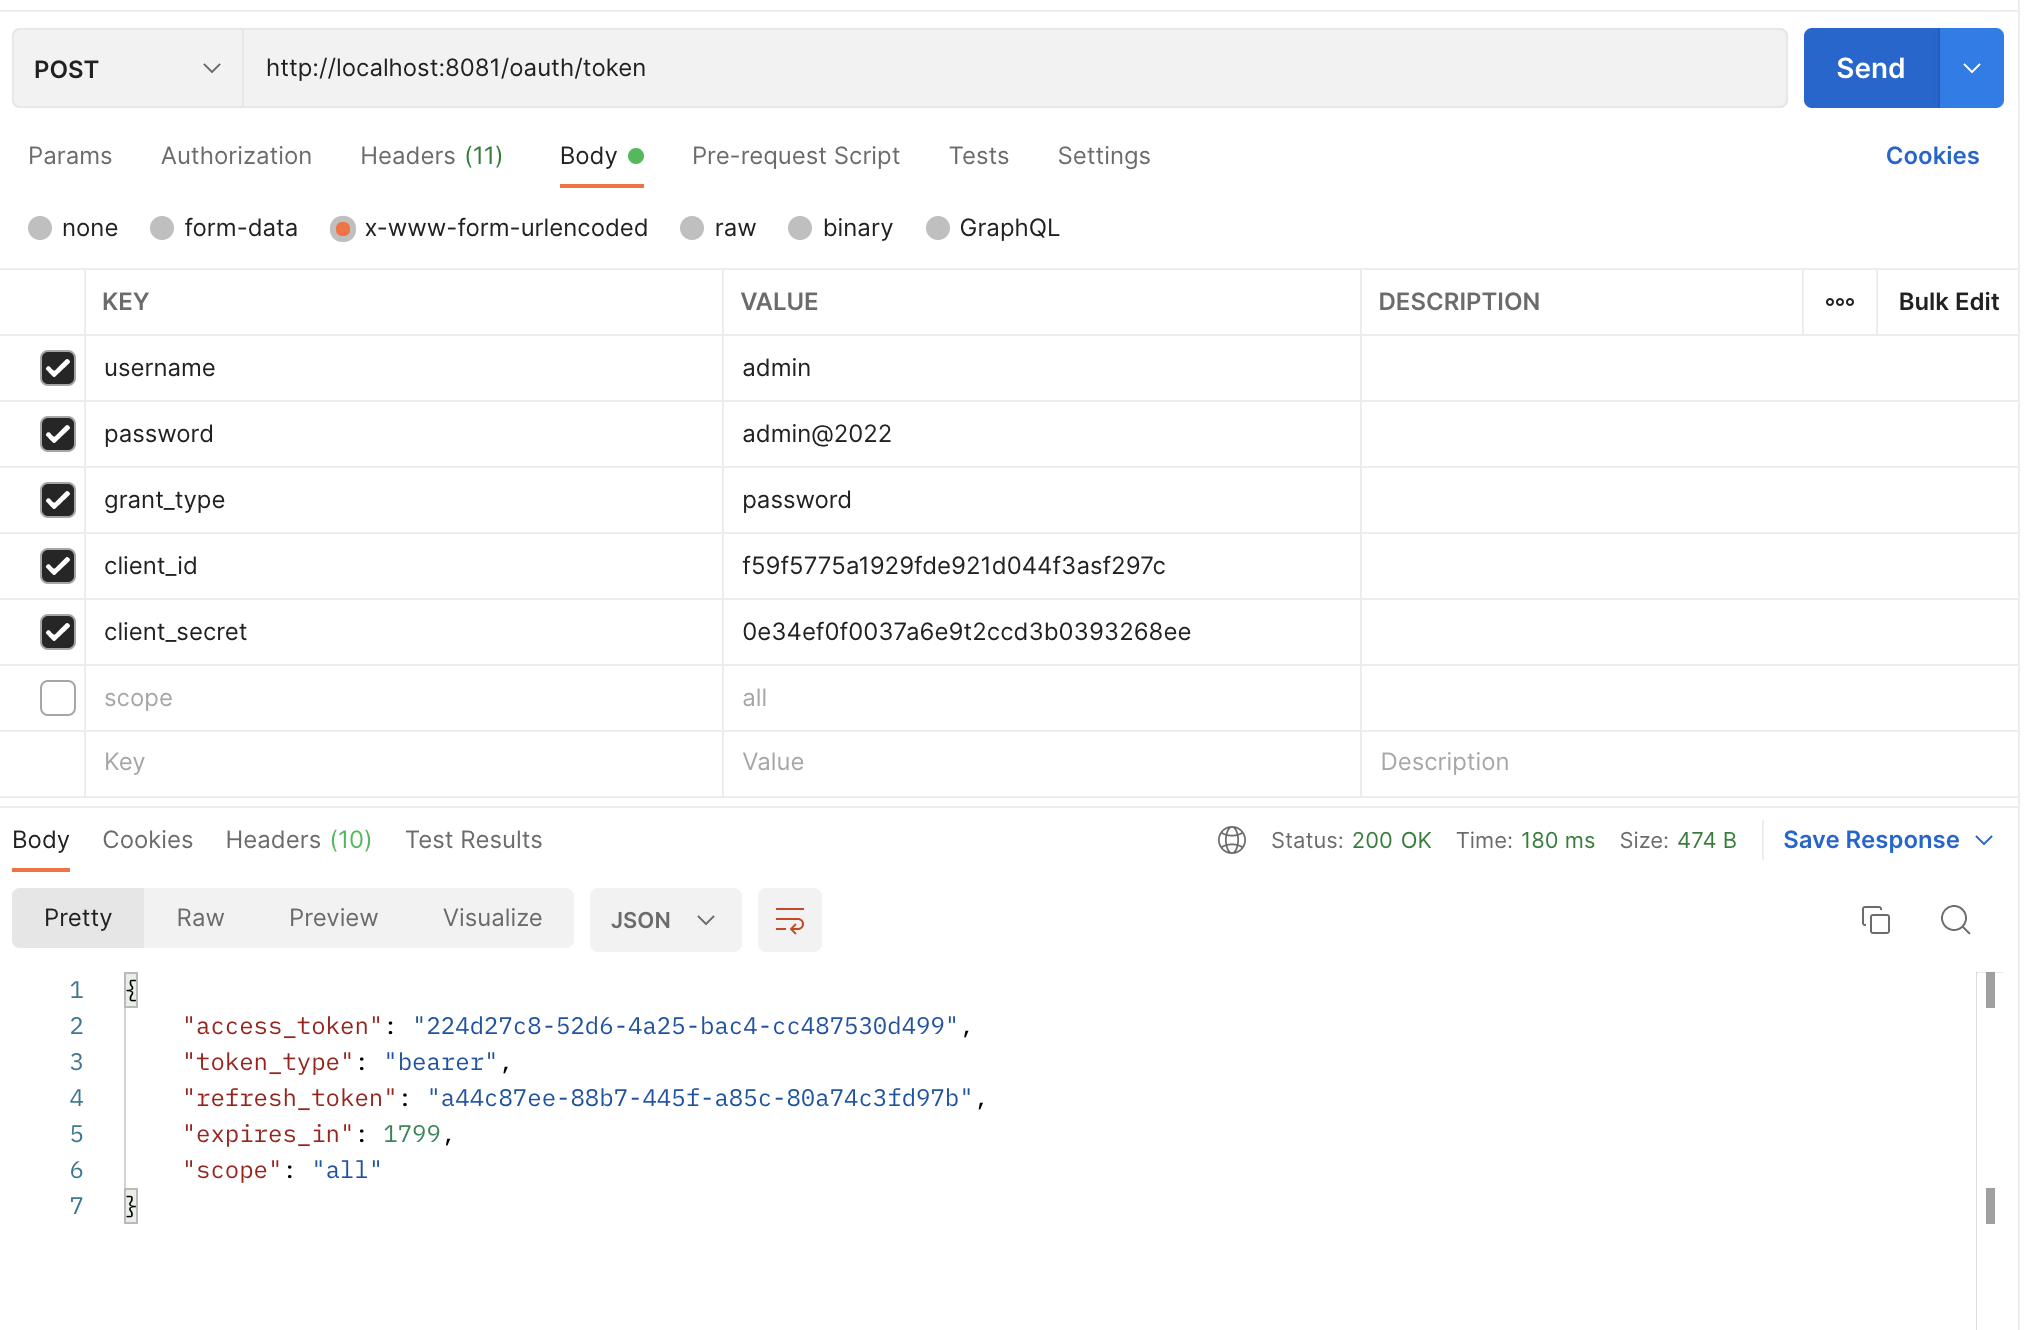 POST http://localhost:8081/oauth/token Send
Params Authorization Headers (11) Body Pre-request Script Tests Settings Cookies
none form-data x-www-form-urlencoded raw binary GraphQL
KEY VALUE DESCRIPTION Bulk Edit
username admin
password admin@2022
grant_type password
client_id f59f5775a1929fde921d044f3asf297c
client_secret 0e34ef0f0037a6e9t2ccd3b0393268ee
scope all
Key Value Description
Body Cookies Headers (10) Test Results Status: 200 OK Time: 180 ms Size: 474 B Save Response
Pretty Raw Preview Visualize JSON
1 {
2 "access_token": "224d27c8-52d6-4a25-bac4-cc487530d499",
3 "token_type": "bearer",
4 "refresh_token": "a44c87ee-88b7-445f-a85c-80a74c3fd97b",
5 "expires_in": 1799,
6 "scope": "all"
7 }